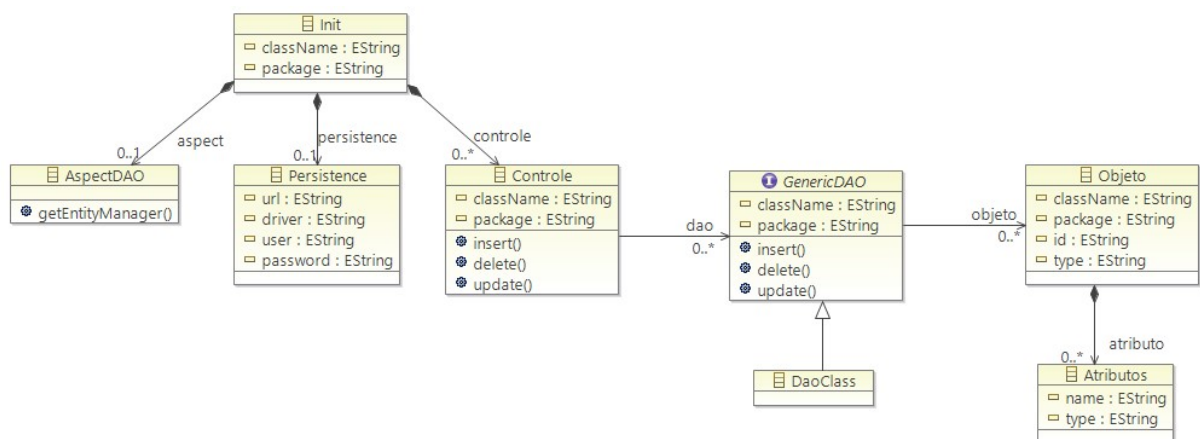 Init
className : EString
package : EString
aspect
persistence
controle
0..1
0..1
0..*
AspectDAO
getEntityManager()
Persistence
url : EString
driver : EString
user : EString
password : EString
Controle
className : EString
package : EString
insert()
delete()
update()
dao
0..*
GenericDAO
className : EString
package : EString
insert()
delete()
update()
objeto
0..*
Objeto
className : EString
package : EString
id : EString
type : EString
atributo
0..*
DaoClass
Atributos
name : EString
type : EString